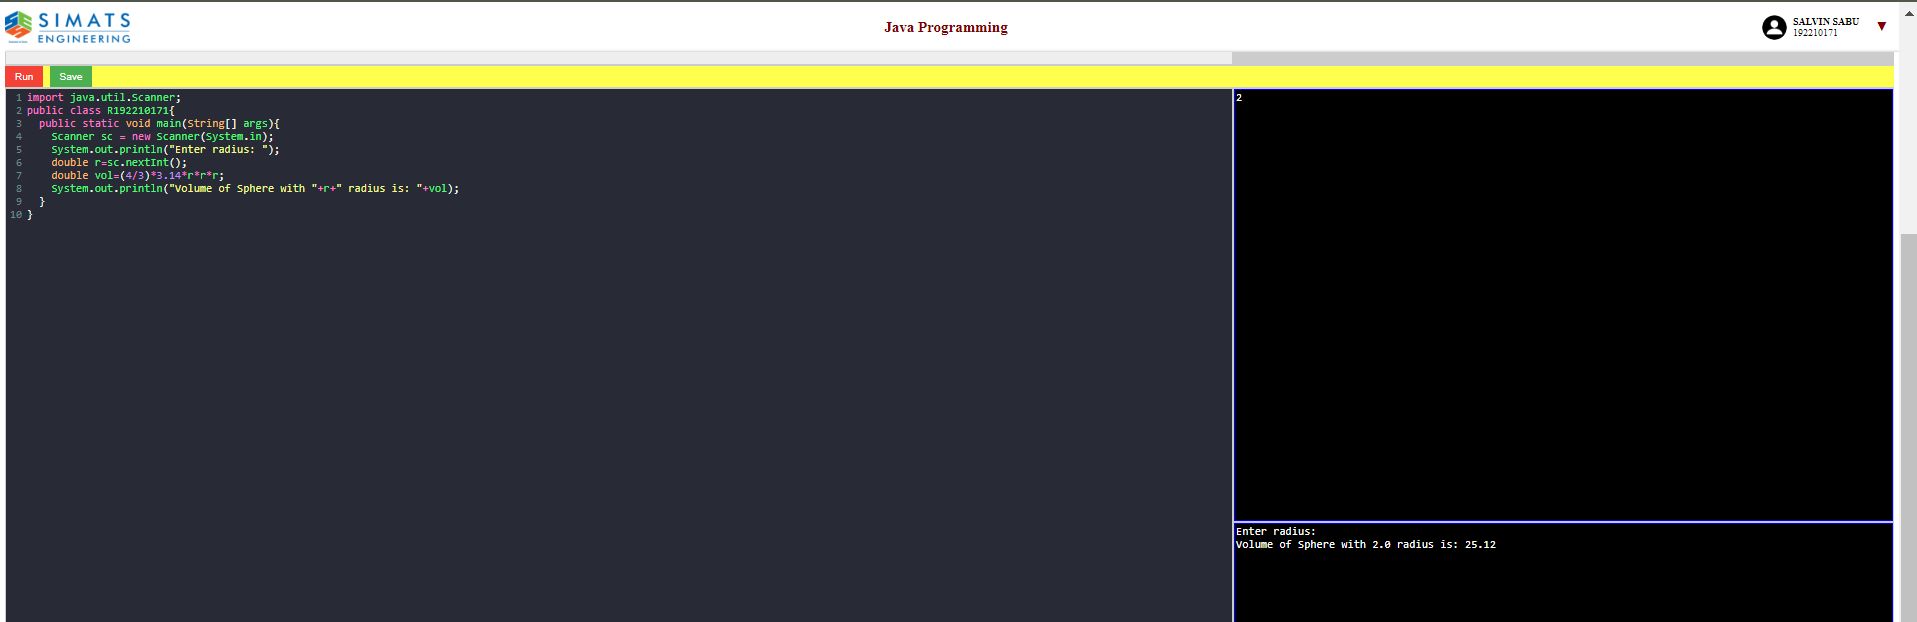 SIMATS
ENGINEERING
Java Programming
SALVIN SABU
192210171
Run
Save
1 import java.util.Scanner;
2 public class R192210171{
3   public static void main(String[] args){
4     Scanner sc = new Scanner(System.in);
5     System.out.println("Enter radius: ");
6     double r=sc.nextInt();
7     double vol=(4/3)*3.14*r*r*r;
8     System.out.println("Volume of Sphere with "+r+" radius is: "+vol);
9   }
10 }
2
Enter radius:
Volume of Sphere with 2.0 radius is: 25.12